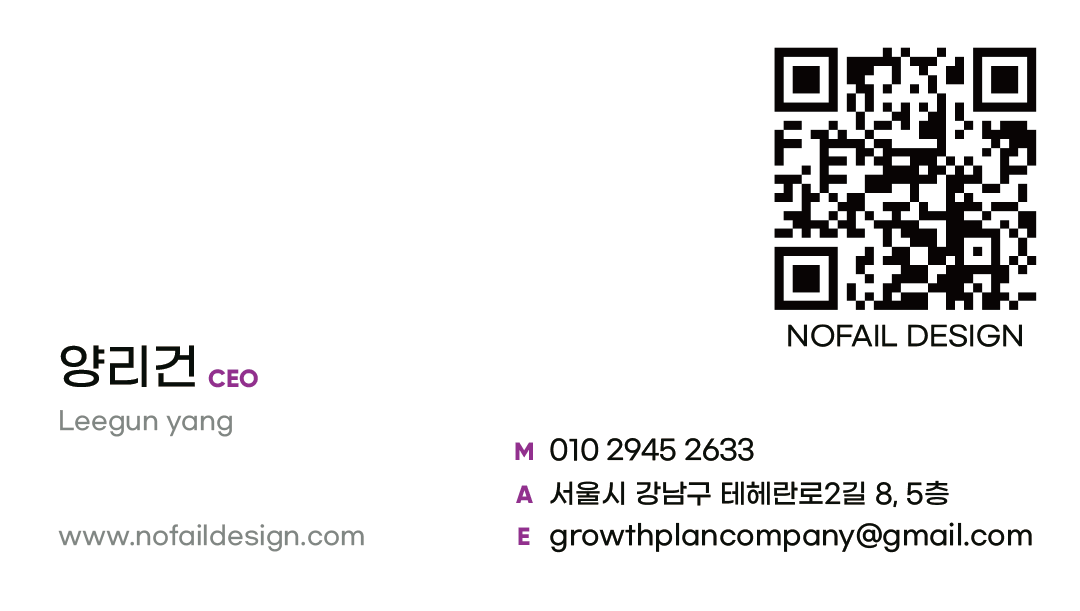 NOFAIL DESIGN
양리건 CEO
Leegun yang
M 010 2945 2633
A 서울시 강남구 테헤란로2길 8, 5층
E growthplancompany@gmail.com
www.nofaildesign.com